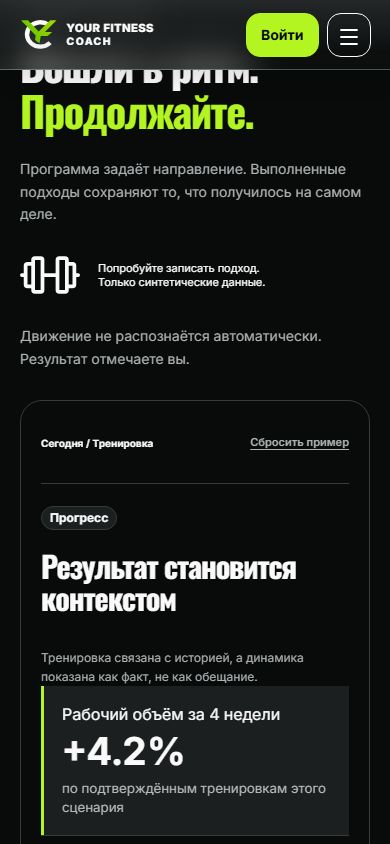 YOUR FITNESS
COACH
Войти
Вошли в ритм.
Продолжайте.
Программа задаёт направление. Выполненные
подходы сохраняют то, что получилось на самом
деле.
Попробуйте записать подход.
Только синтетические данные.
Движение не распознаётся автоматически.
Результат отмечаете вы.
Сегодня / Тренировка
Сбросить пример
Прогресс
Результат становится
контекстом
Тренировка связана с историей, а динамика
показана как факт, не как обещание.
Рабочий объём за 4 недели
+4.2%
по подтверждённым тренировкам этого
сценария